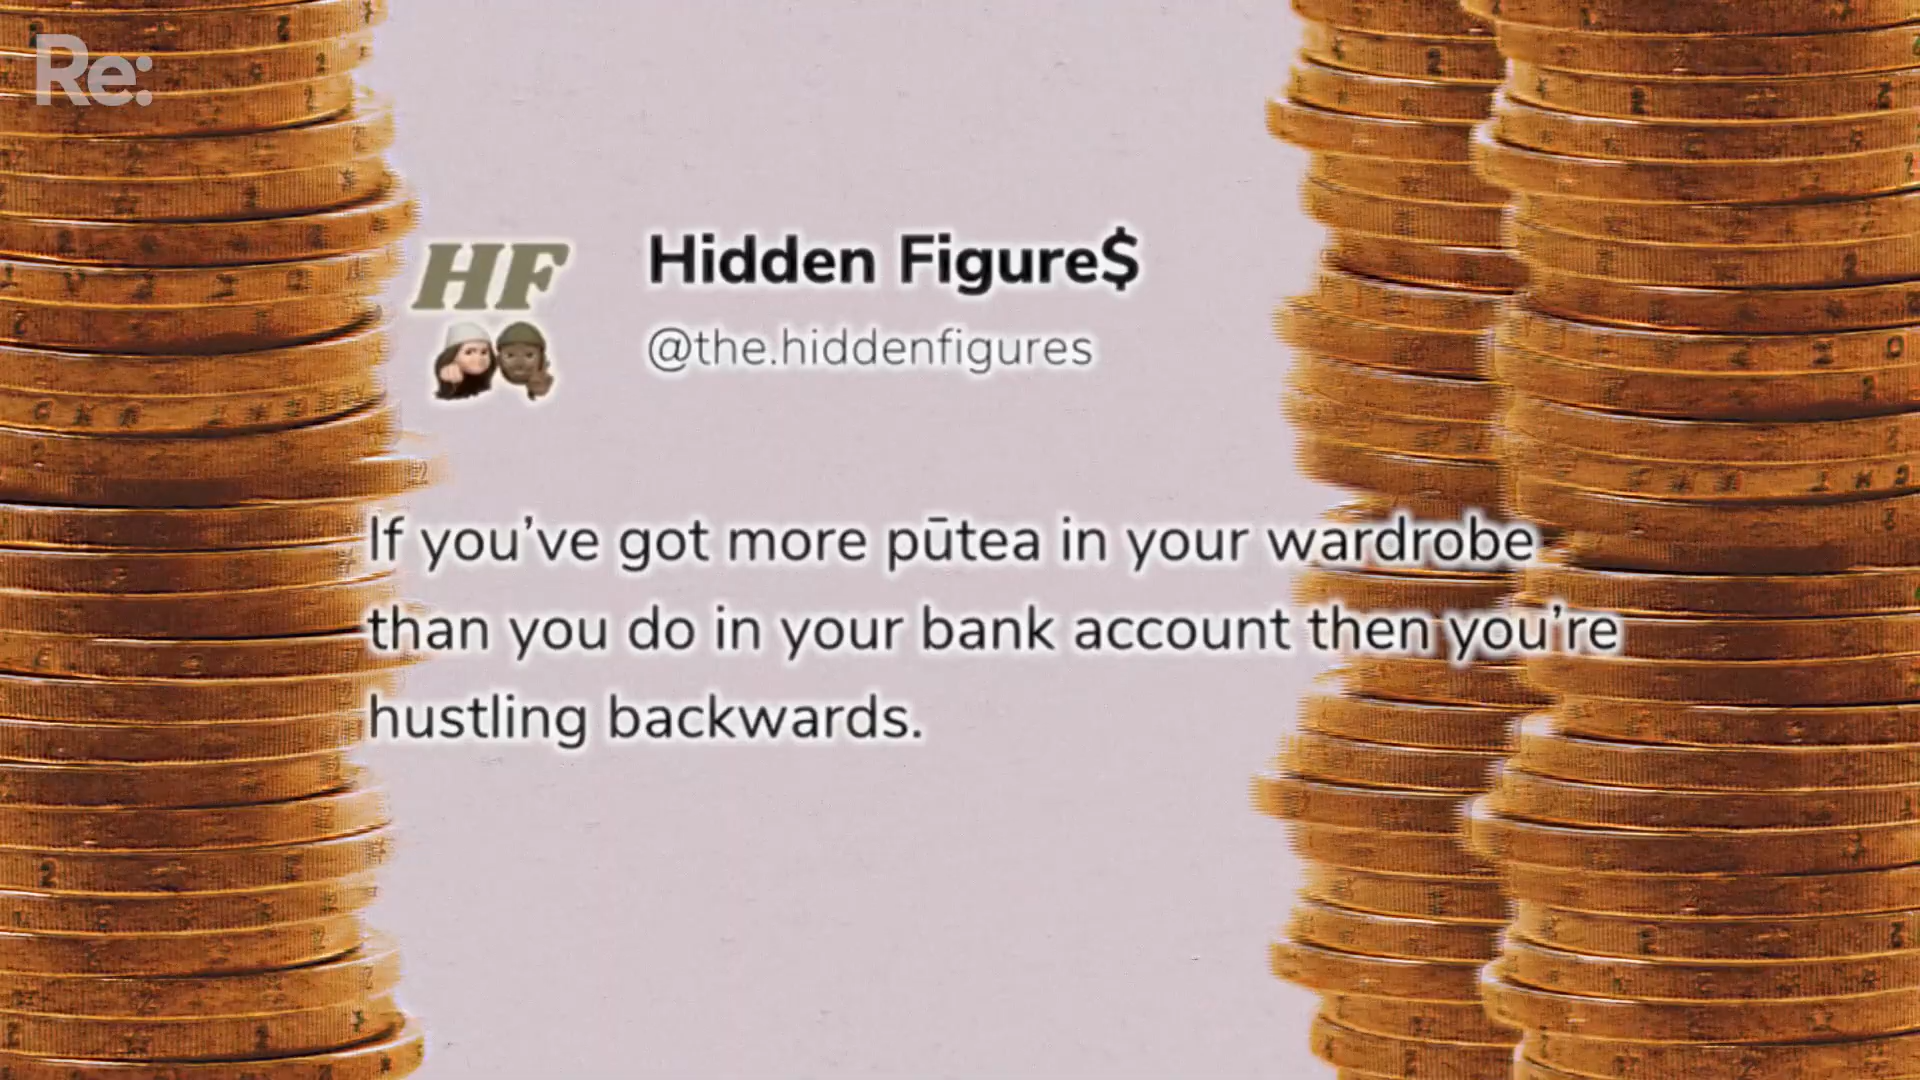 Re:
HF
Hidden Figure$
@the.hiddenfigures
If you’ve got more pūtea in your wardrobe
than you do in your bank account then you’re
hustling backwards.